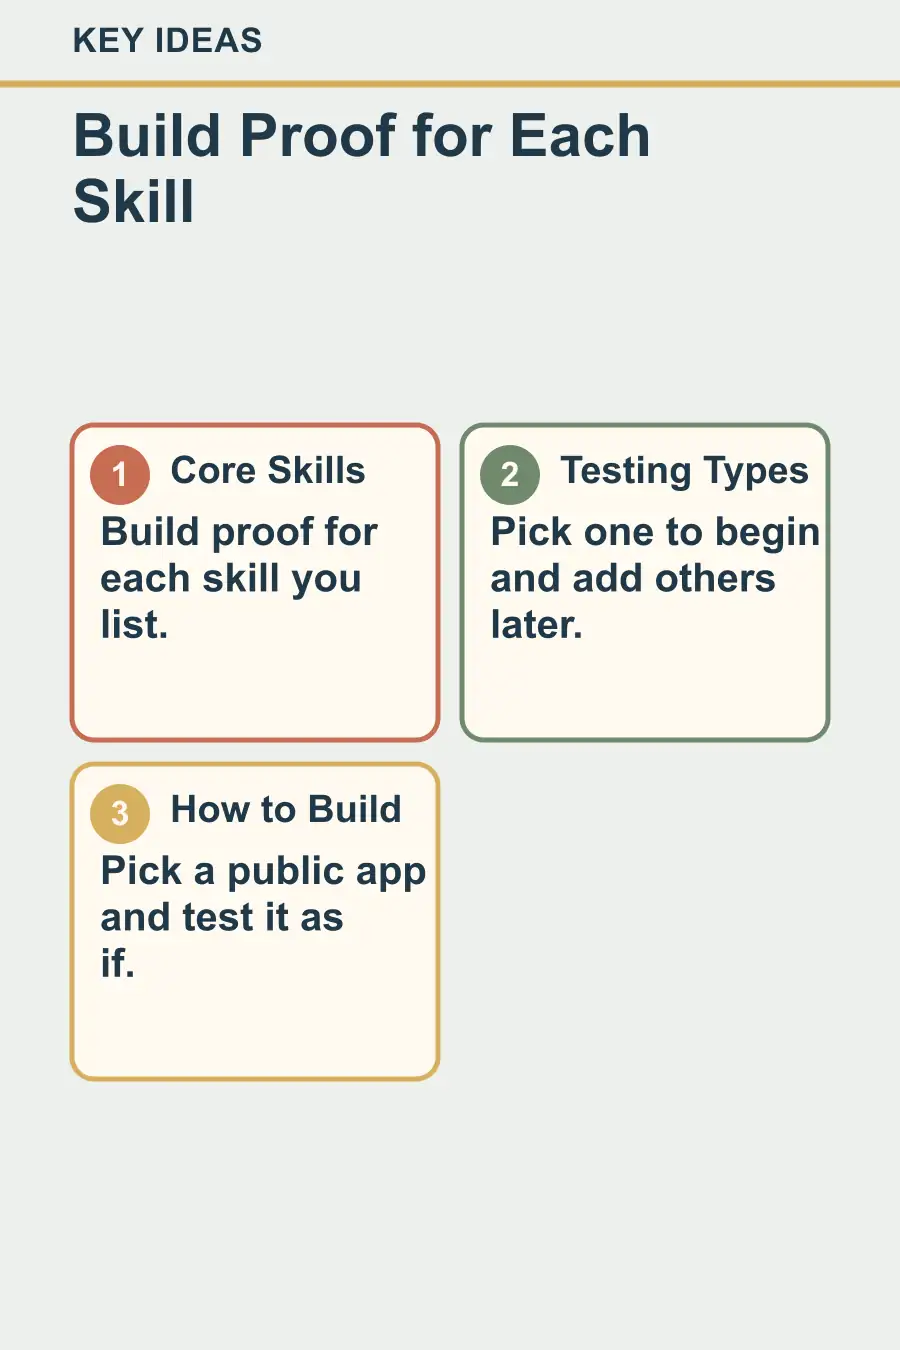 KEY IDEAS
Build Proof for Each
Skill
1 Core Skills
Build proof for
each skill you
list.
2 Testing Types
Pick one to begin
and add others
later.
3 How to Build
Pick a public app
and test it as
if.